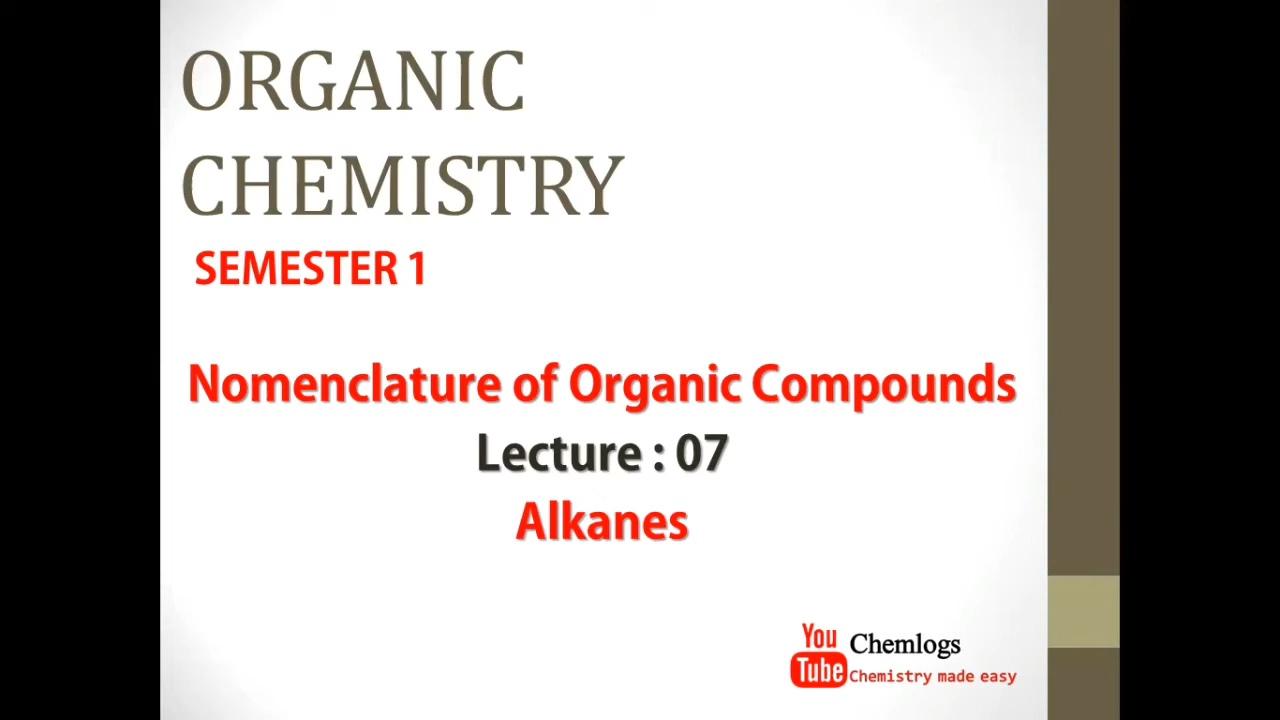 ORGANIC
CHEMISTRY
SEMESTER 1
Nomenclature of Organic Compounds
Lecture : 07
Alkanes
You
Tube
Chemlogs
Chemistry made easy